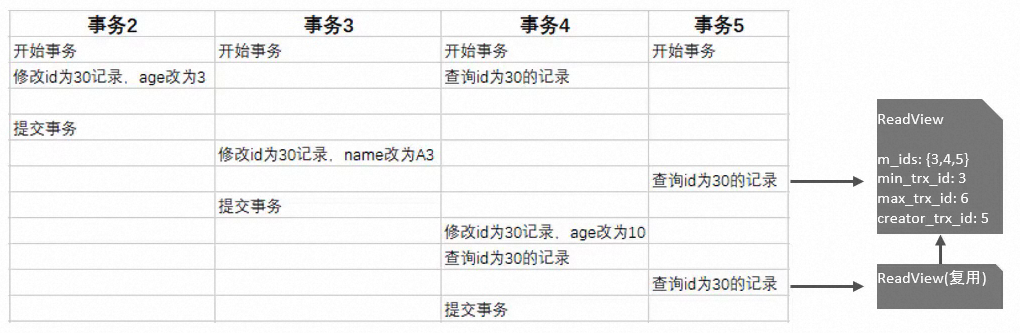 事务2 事务3 事务4 事务5
开始事务 开始事务 开始事务 开始事务
修改id为30记录，age改为3 查询id为30的记录
提交事务
修改id为30记录，name改为A3
查询id为30的记录
提交事务
修改id为30记录，age改为10
查询id为30的记录
查询id为30的记录
提交事务
ReadView
m_ids: {3,4,5}
min_trx_id: 3
max_trx_id: 6
creator_trx_id: 5
ReadView(复用)